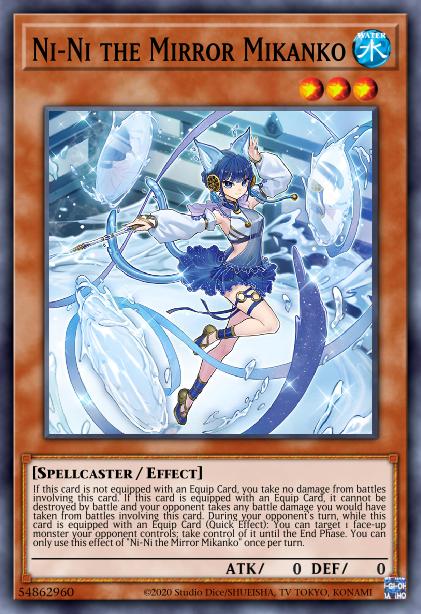 Ni-Ni the Mirror Mikanko
WATER
水
[Spellcaster / Effect]
If this card is not equipped with an Equip Card, you take no damage from battles
involving this card. If this card is equipped with an Equip Card, it cannot be
destroyed by battle and your opponent takes any battle damage you would have
taken from battles involving this card. During your opponent's turn, while this
card is equipped with an Equip Card (Quick Effect): You can target 1 face-up
monster your opponent controls; take control of it until the End Phase. You can
only use this effect of "Ni-Ni the Mirror Mikanko" once per turn.
ATK/ 0 DEF/ 0
54862960
©2020 Studio Dice/SHUEISHA, TV TOKYO, KONAMI